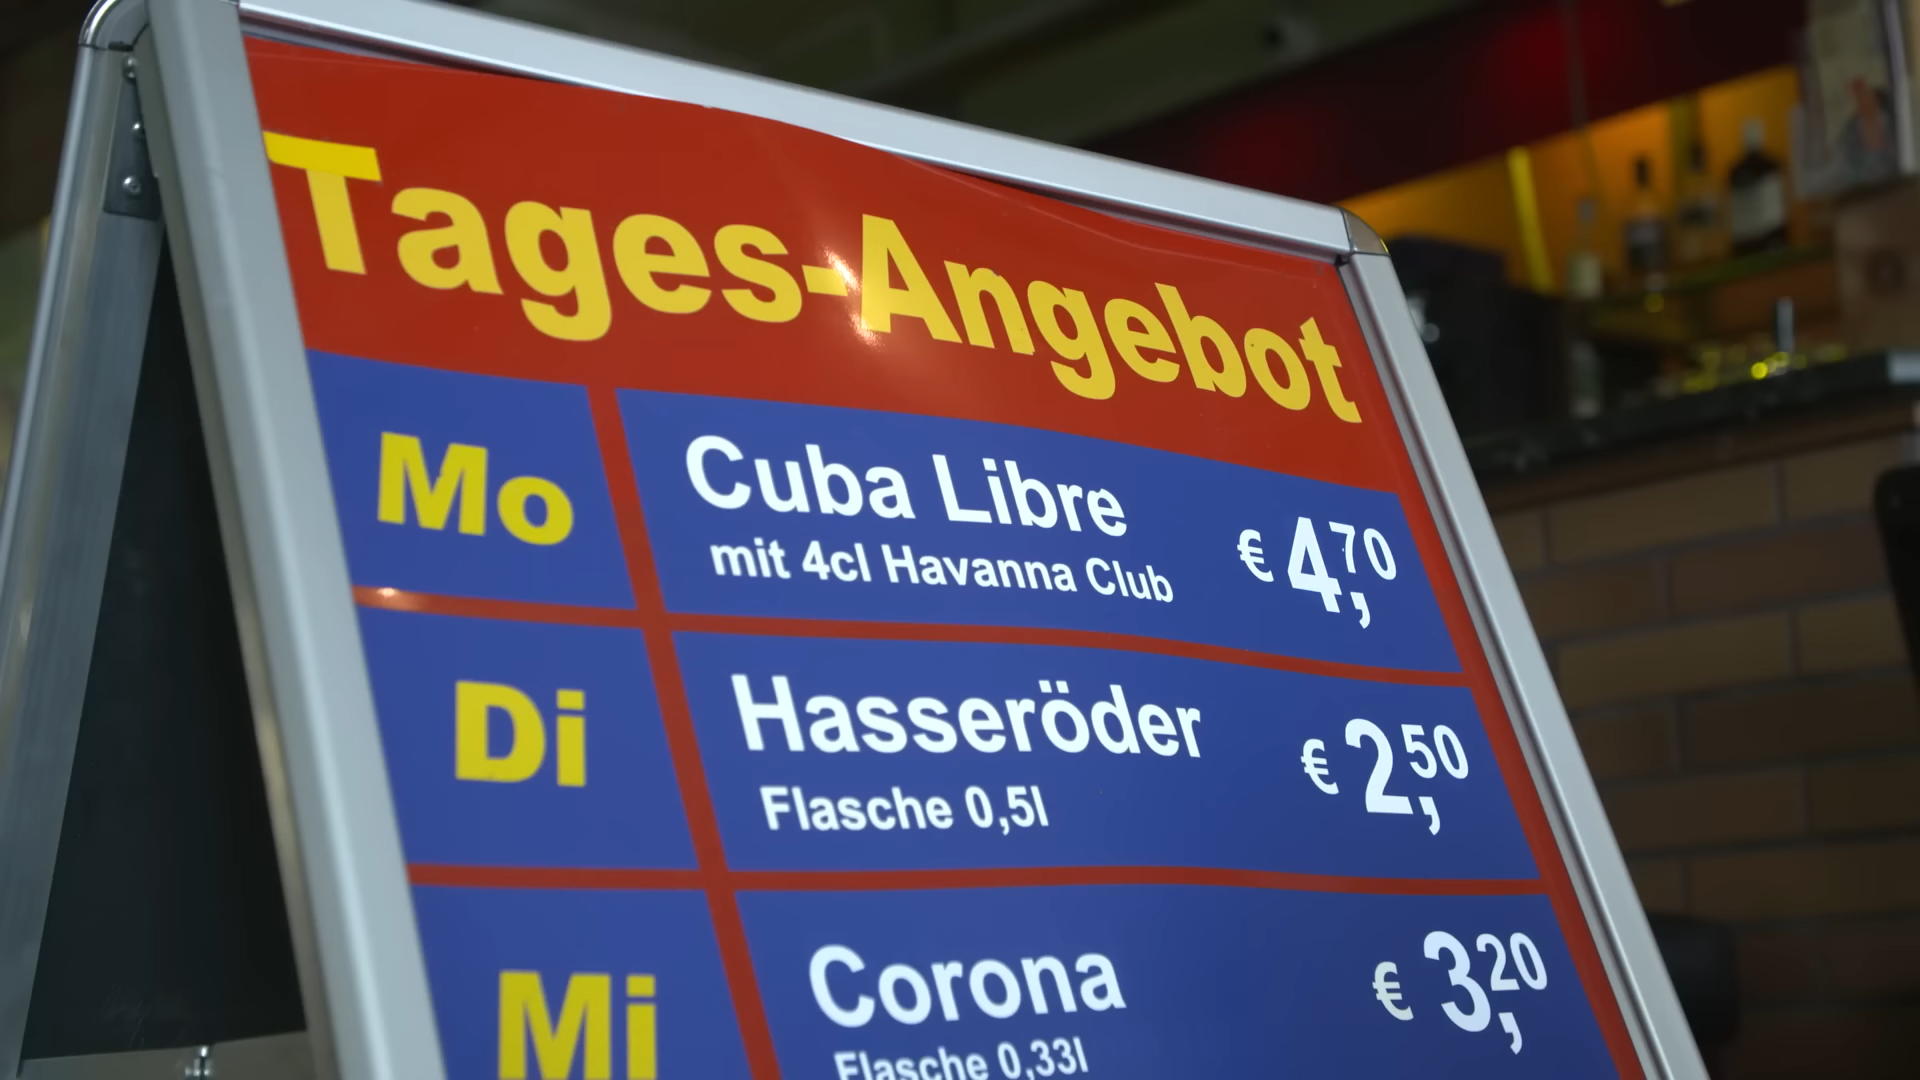 Tages-Angebot
Mo
Cuba Libre
mit 4cl Havanna Club
€ 4,70
Di
Hasseröder
Flasche 0,5l
€ 2,50
Mi
Corona
Flasche 0,33l
€ 3,20